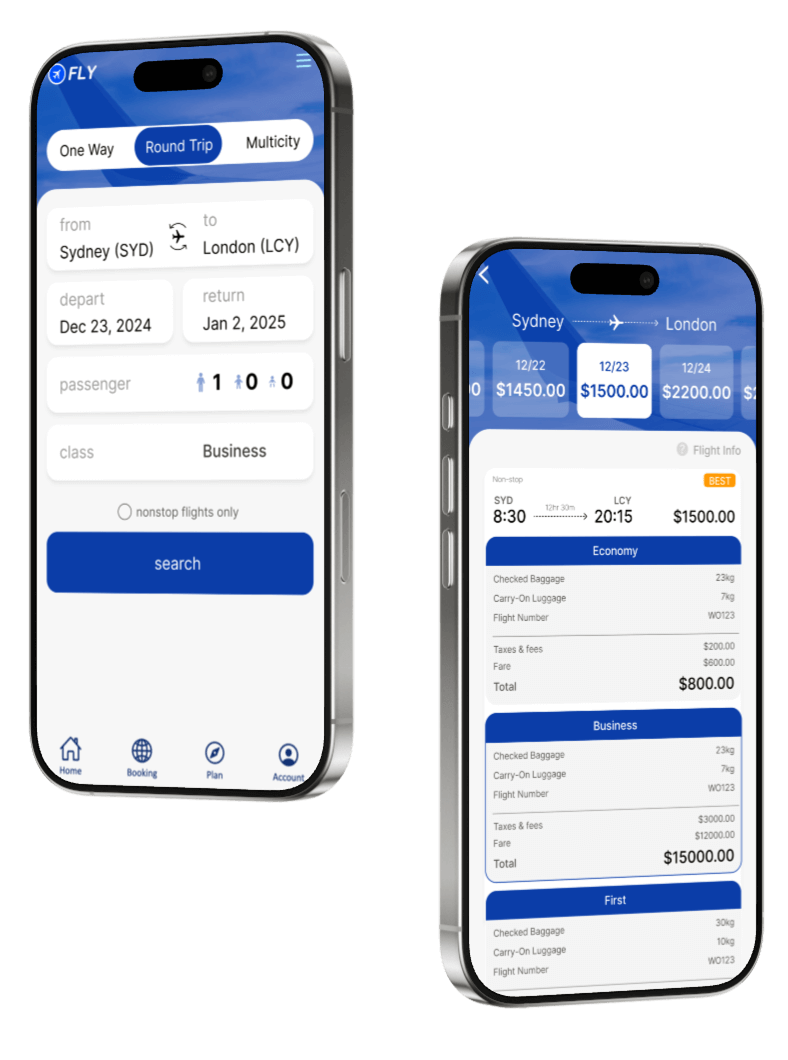 FLY
One Way Round Trip Multicity
from to
Sydney (SYD) London (LCY)
depart return
Dec 23, 2024 Jan 2, 2025
passenger 1 0 0
class Business
nonstop flights only
search
Home Booking Plan Account
Sydney London
12/22 12/23 12/24
00 $1450.00 $1500.00 $2200.00 $2
? Flight Info
Non-stop BEST
SYD LCY
8:30 12hr 30m 20:15 $1500.00
Economy
Checked Baggage 23kg
Carry-On Luggage 7kg
Flight Number WO123
Taxes & fees $200.00
Fare $600.00
Total $800.00
Business
Checked Baggage 23kg
Carry-On Luggage 7kg
Flight Number WO123
Taxes & fees $3000.00
Fare $12000.00
Total $15000.00
First
Checked Baggage 30kg
Carry-On Luggage 10kg
Flight Number WO123